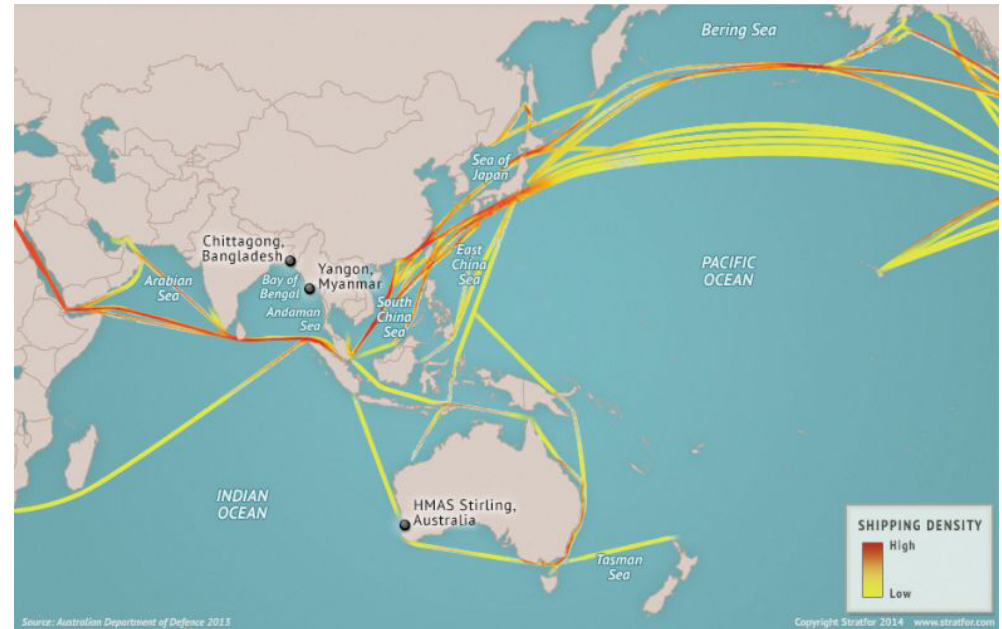 Bering Sea
Sea of
Japan
Chittagong,
Bangladesh
Yangon,
Myanmar
Arabian
Sea
Bay of
Bengal
Andaman
Sea
East
China
Sea
South
China
Sea
PACIFIC
OCEAN
INDIAN
OCEAN
HMAS Stirling,
Australia
Tasman
Sea
SHIPPING DENSITY
High
Low
Source: Australian Department of Defence 2013
Copyright Stratfor 2014 www.stratfor.com